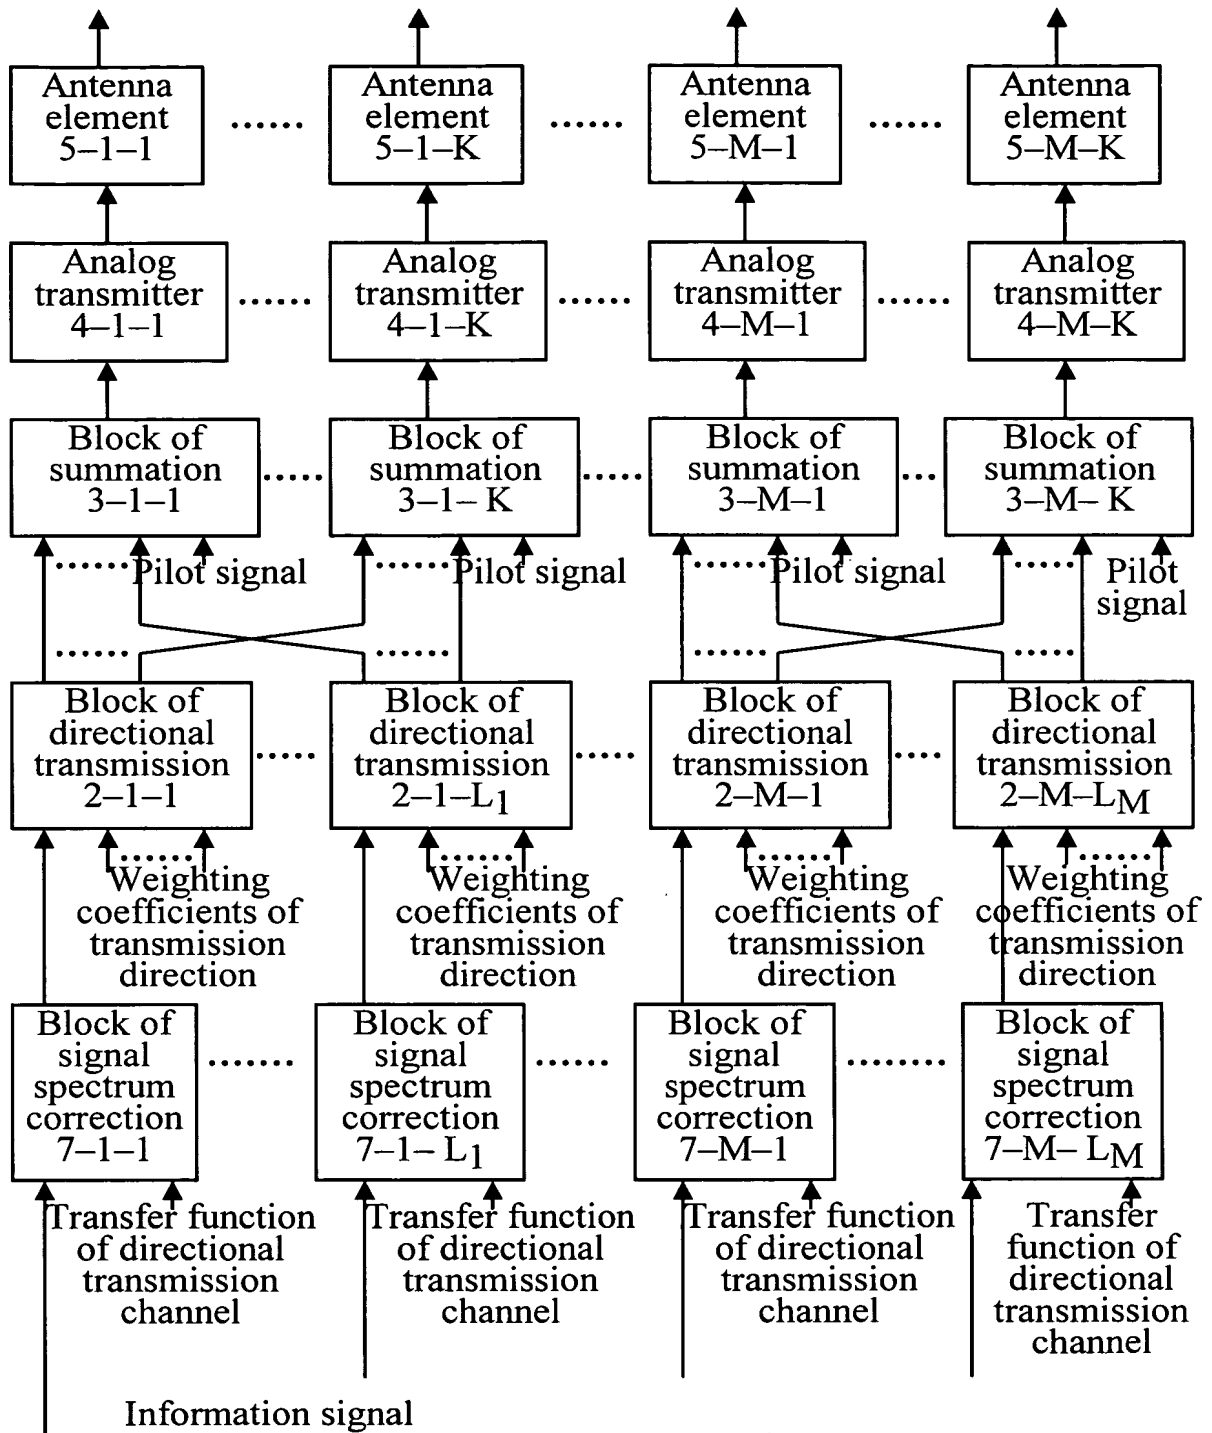 Antenna
element
5–1–1
......
Antenna
element
5–1–K
......
Antenna
element
5–M–1
......
Antenna
element
5–M–K
Analog
transmitter
4–1–1
......
Analog
transmitter
4–1–K
......
Analog
transmitter
4–M–1
......
Analog
transmitter
4–M–K
Block of
summation
3–1–1
.....
Block of
summation
3–1– K
.....
Block of
summation
3–M–1
...
Block of
summation
3–M– K
Pilot signal
Pilot signal
Pilot signal
Pilot
signal
Block of
directional
transmission
2–1–1
.....
Block of
directional
transmission
2–1–L1
.....
Block of
directional
transmission
2–M–1
....
Block of
directional
transmission
2–M–LM
Weighting
coefficients of
transmission
direction
Weighting
coefficients of
transmission
direction
Weighting
coefficients of
transmission
direction
Weighting
coefficients of
transmission
direction
Block of
signal
spectrum
correction
7–1–1
.......
Block of
signal
spectrum
correction
7–1– L1
......
Block of
signal
spectrum
correction
7–M–1
........
Block of
signal
spectrum
correction
7–M– LM
Transfer function
of directional
transmission
channel
Transfer function
of directional
transmission
channel
Transfer function
of directional
transmission
channel
Transfer
function of
directional
transmission
channel
Information signal